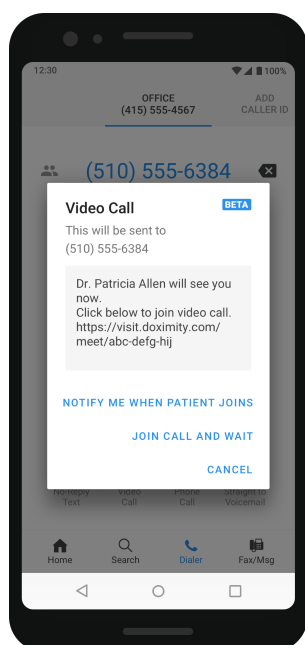 12:30
100%
OFFICE
(415) 555-4567
ADD
CALLER ID
(510) 555-6384
Video Call
BETA
This will be sent to
(510) 555-6384
Dr. Patricia Allen will see you
now.
Click below to join video call.
https://visit.doximity.com/
meet/abc-defg-hij
NOTIFY ME WHEN PATIENT JOINS
JOIN CALL AND WAIT
CANCEL
No-Reply Video Phone Straight to
Text Call Call Voicemail
Home Search Dialer Fax/Msg